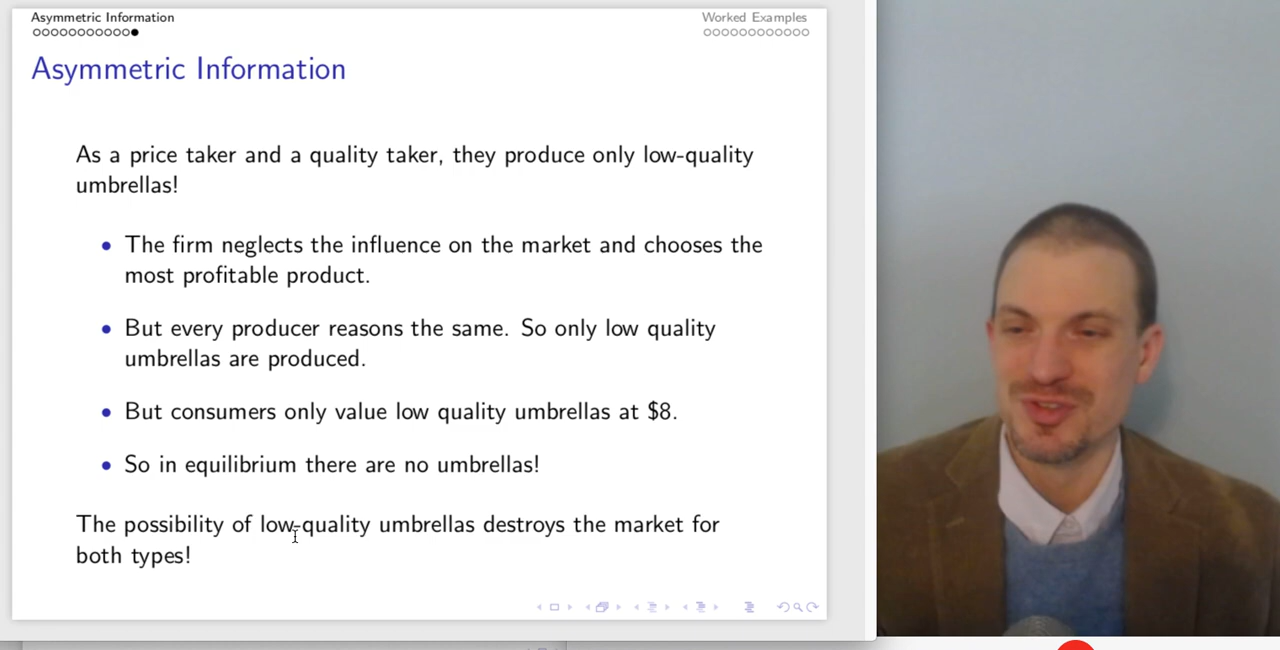 Asymmetric Information
Worked Examples
Asymmetric Information
As a price taker and a quality taker, they produce only low-quality
umbrellas!
• The firm neglects the influence on the market and chooses the
most profitable product.
• But every producer reasons the same. So only low quality
umbrellas are produced.
• But consumers only value low quality umbrellas at $8.
• So in equilibrium there are no umbrellas!
The possibility of low-quality umbrellas destroys the market for
both types!